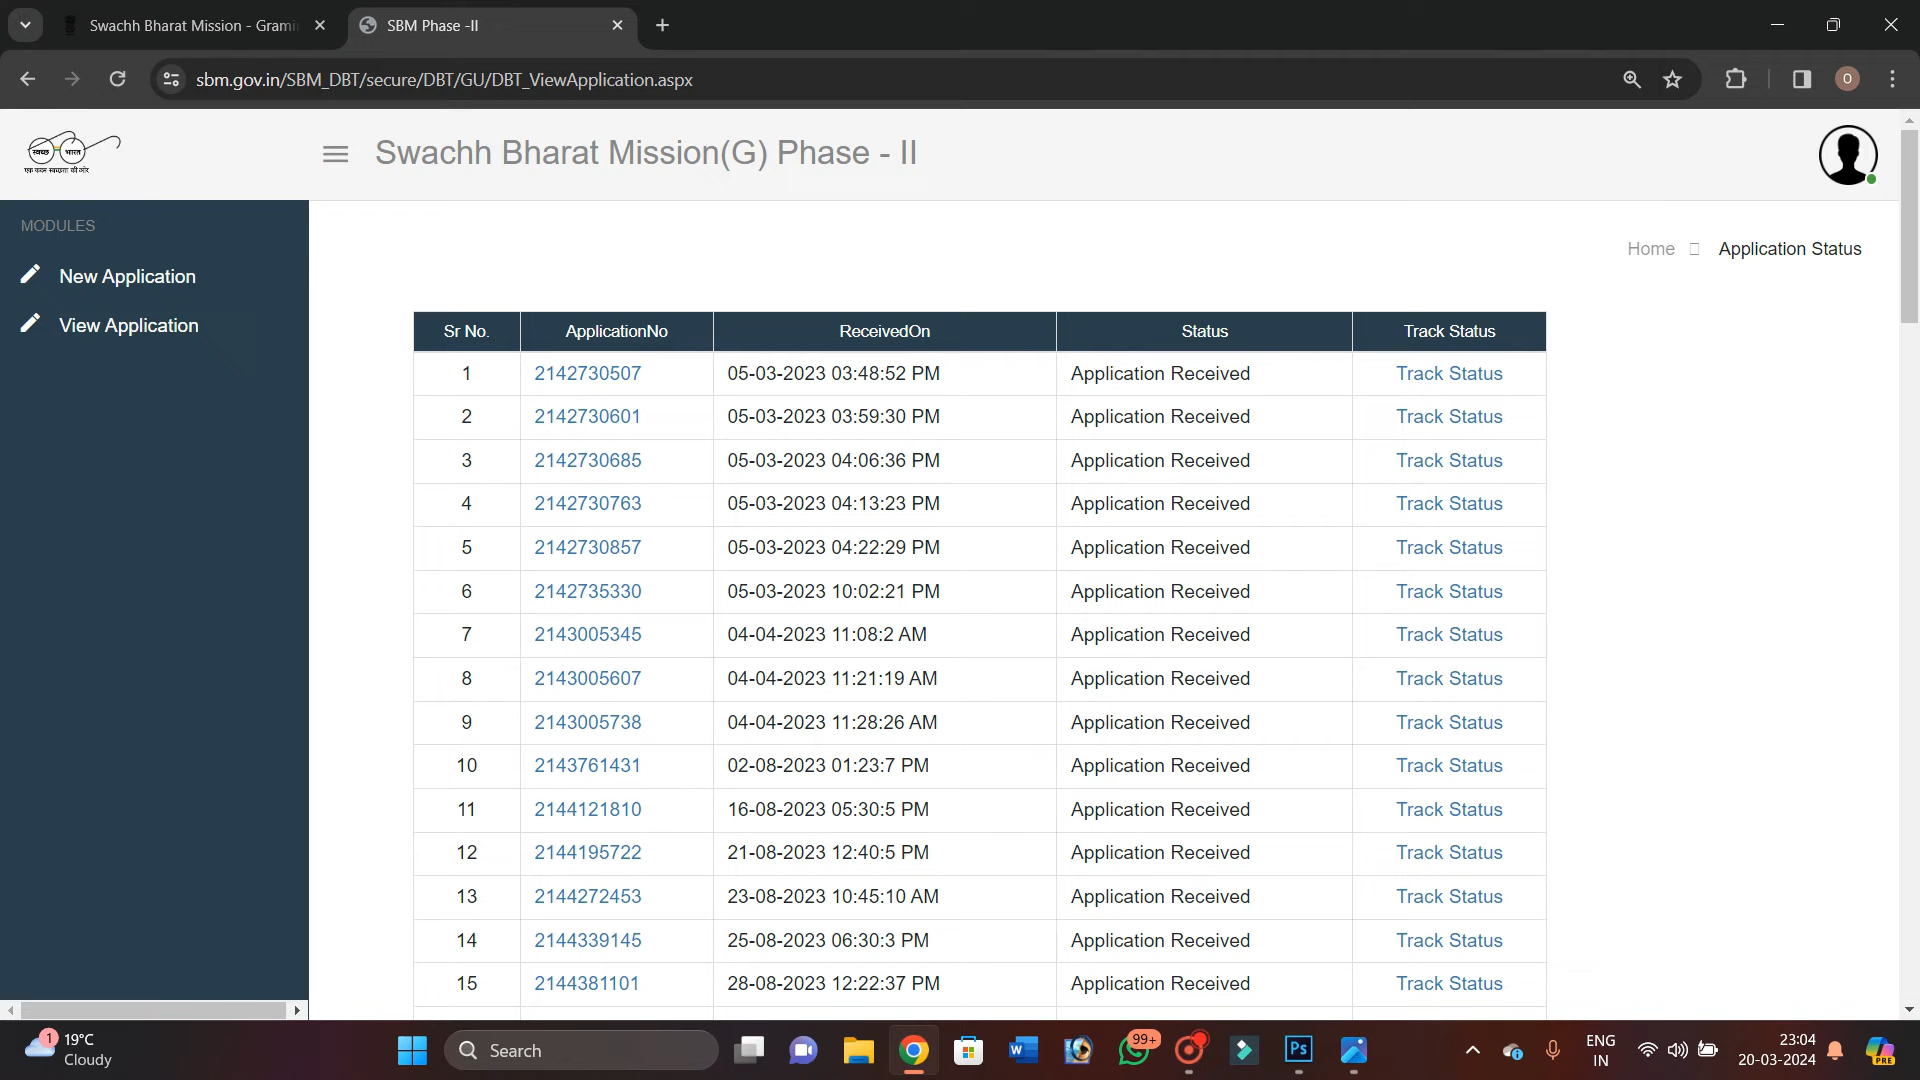 Swachh Bharat Mission - Grami
SBM Phase -II
sbm.gov.in/SBM_DBT/secure/DBT/GU/DBT_ViewApplication.aspx
O
स्वच्छ भारत
एक कदम स्वच्छता की ओर
Swachh Bharat Mission(G) Phase - II
MODULES
New Application
View Application
Home Application Status
Sr No. ApplicationNo ReceivedOn Status Track Status
1 2142730507 05-03-2023 03:48:52 PM Application Received Track Status
2 2142730601 05-03-2023 03:59:30 PM Application Received Track Status
3 2142730685 05-03-2023 04:06:36 PM Application Received Track Status
4 2142730763 05-03-2023 04:13:23 PM Application Received Track Status
5 2142730857 05-03-2023 04:22:29 PM Application Received Track Status
6 2142735330 05-03-2023 10:02:21 PM Application Received Track Status
7 2143005345 04-04-2023 11:08:2 AM Application Received Track Status
8 2143005607 04-04-2023 11:21:19 AM Application Received Track Status
9 2143005738 04-04-2023 11:28:26 AM Application Received Track Status
10 2143761431 02-08-2023 01:23:7 PM Application Received Track Status
11 2144121810 16-08-2023 05:30:5 PM Application Received Track Status
12 2144195722 21-08-2023 12:40:5 PM Application Received Track Status
13 2144272453 23-08-2023 10:45:10 AM Application Received Track Status
14 2144339145 25-08-2023 06:30:3 PM Application Received Track Status
15 2144381101 28-08-2023 12:22:37 PM Application Received Track Status
1 19°C
Cloudy
Search
W
99+
Ps
ENG
IN
23:04
20-03-2024
PRE